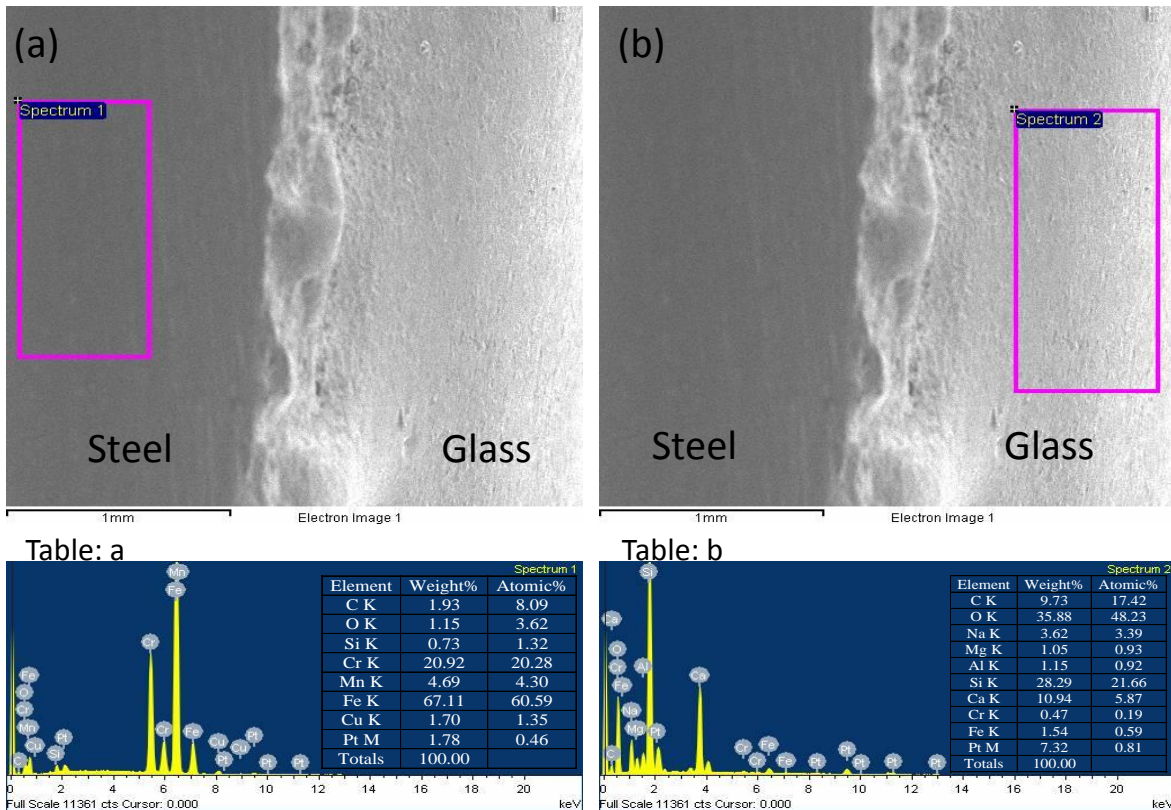 (a)
Spectrum 1
Steel
Glass
1mm
Electron Image 1
(b)
Spectrum 2
Steel
Glass
1mm
Electron Image 1
Table: a
Spectrum 1
Element Weight% Atomic%
C K 1.93 8.09
O K 1.15 3.62
Si K 0.73 1.32
Cr K 20.92 20.28
Mn K 4.69 4.30
Fe K 67.11 60.59
Cu K 1.70 1.35
Pt M 1.78 0.46
Totals 100.00
Mn
Fe
Cr
Fe
O
Cr
Mn
Cu
C
Si
Pt
Cr
Fe
Cu
Pt
Cu
Pt
Pt
Pt
0 2 4 6 8 10 12 14 16 18 20
Full Scale 11361 cts Cursor: 0.000
keV
Table: b
Spectrum 2
Element Weight% Atomic%
C K 9.73 17.42
O K 35.88 48.23
Na K 3.62 3.39
Mg K 1.05 0.93
Al K 1.15 0.92
Si K 28.29 21.66
Ca K 10.94 5.87
Cr K 0.47 0.19
Fe K 1.54 0.59
Pt M 7.32 0.81
Totals 100.00
Si
Ca
O
Cr
Fe
Al
Na
Mg
Pt
C
Ca
Cr
Cr
Fe
Fe
Pt
Pt
Pt
Pt
Pt
0 2 4 6 8 10 12 14 16 18 20
Full Scale 11361 cts Cursor: 0.000
keV